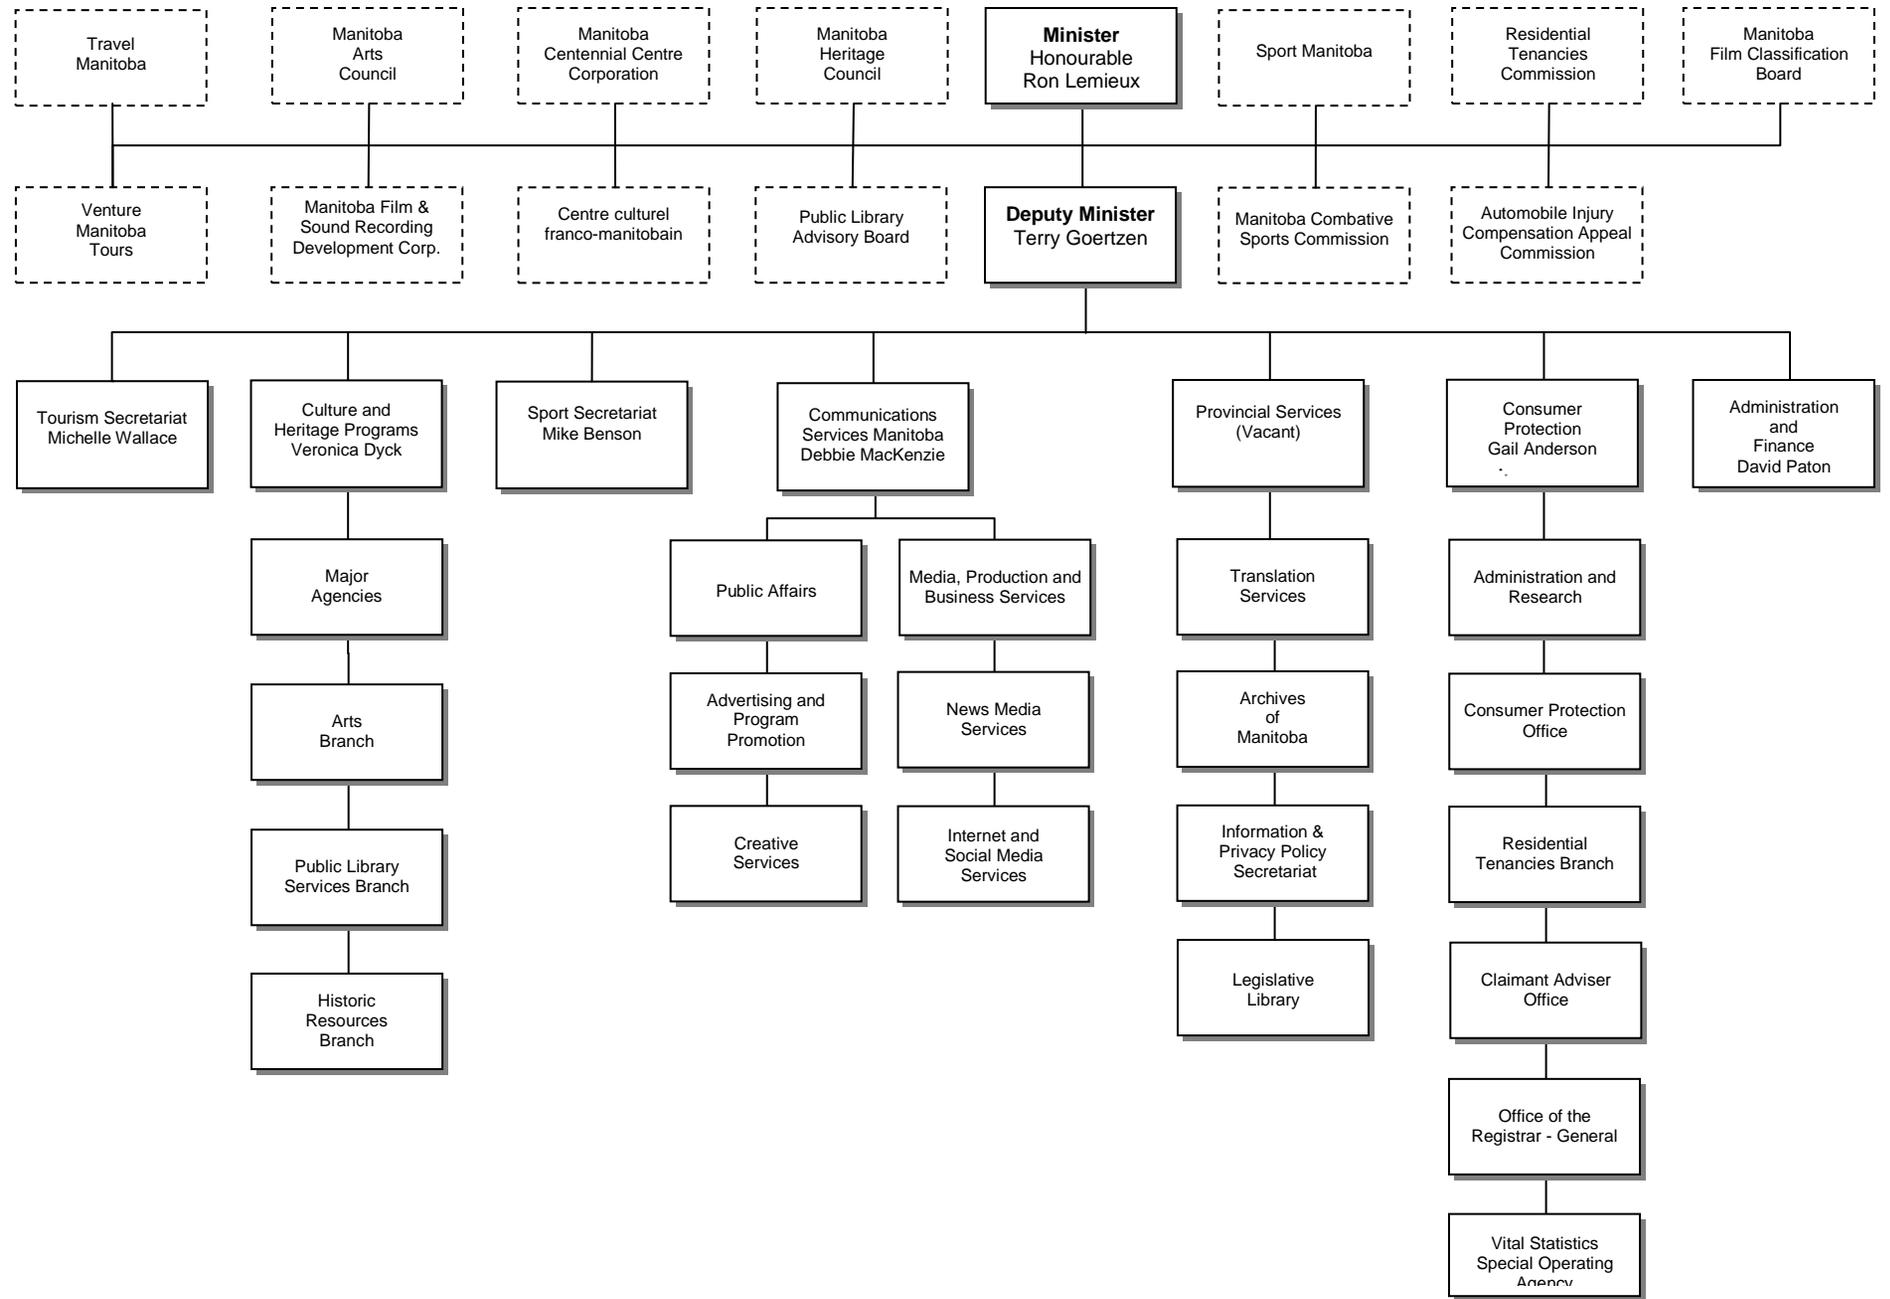 Travel
Manitoba
Manitoba
Arts
Council
Manitoba
Centennial Centre
Corporation
Manitoba
Heritage
Council
Minister
Honourable
Ron Lemieux
Sport Manitoba
Residential
Tenancies
Commission
Manitoba
Film Classification
Board
Venture
Manitoba
Tours
Manitoba Film &
Sound Recording
Development Corp.
Centre culturel
franco-manitobain
Public Library
Advisory Board
Deputy Minister
Terry Goertzen
Manitoba Combative
Sports Commission
Automobile Injury
Compensation Appeal
Commission
Tourism Secretariat
Michelle Wallace
Culture and
Heritage Programs
Veronica Dyck
Sport Secretariat
Mike Benson
Communications
Services Manitoba
Debbie MacKenzie
Provincial Services
(Vacant)
Consumer
Protection
Gail Anderson
Administration
and
Finance
David Paton
Major
Agencies
Arts
Branch
Public Library
Services Branch
Historic
Resources
Branch
Public Affairs
Advertising and
Program
Promotion
Creative
Services
Media, Production and
Business Services
News Media
Services
Internet and
Social Media
Services
Translation
Services
Archives
of
Manitoba
Information &
Privacy Policy
Secretariat
Legislative
Library
Administration and
Research
Consumer Protection
Office
Residential
Tenancies Branch
Claimant Adviser
Office
Office of the
Registrar - General
Vital Statistics
Special Operating
Agency